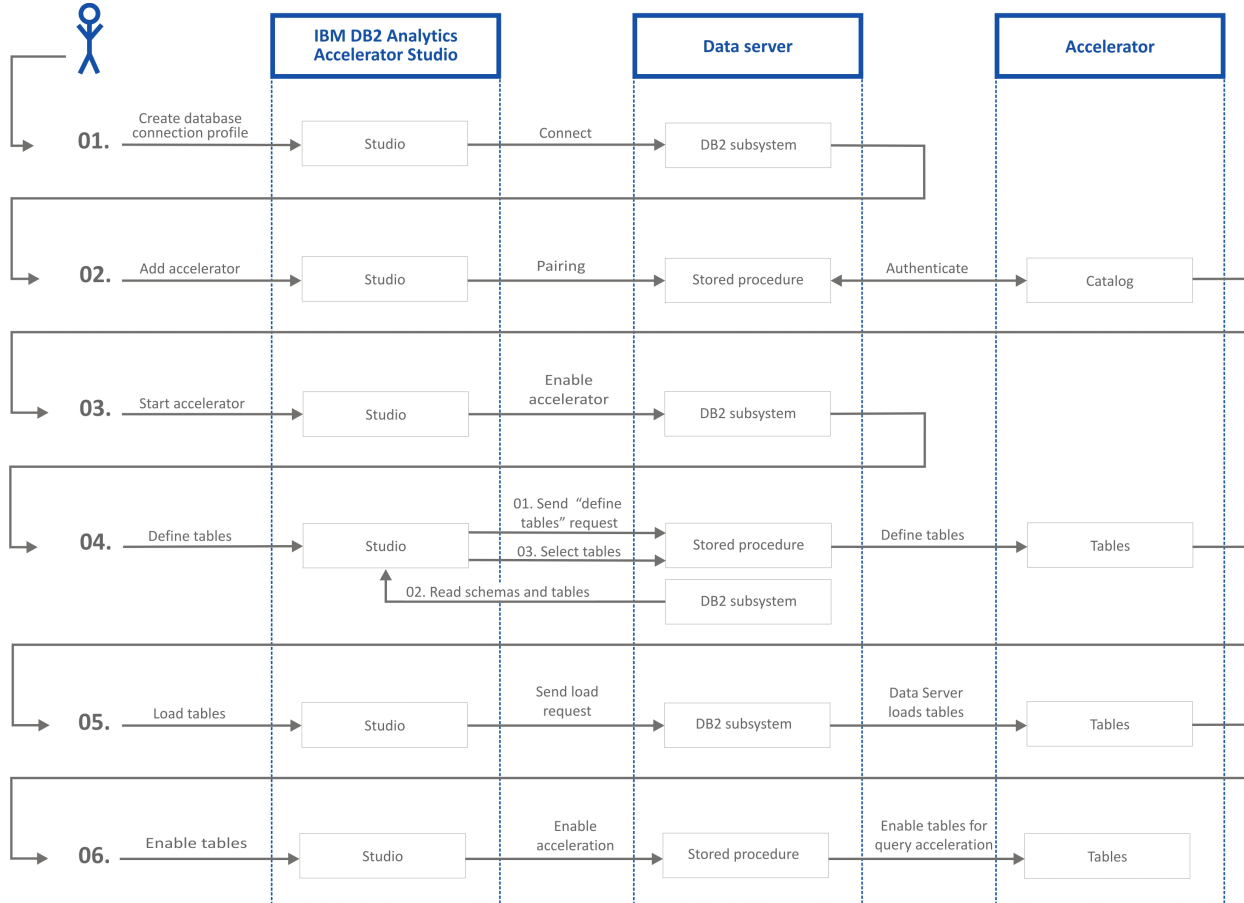 IBM DB2 Analytics
Accelerator Studio
Data server
Accelerator
01.
Create database
connection profile
Studio
Connect
DB2 subsystem
02.
Add accelerator
Studio
Pairing
Stored procedure
Authenticate
Catalog
03.
Start accelerator
Studio
Enable
accelerator
DB2 subsystem
04.
Define tables
Studio
01. Send “define
tables” request
03. Select tables
02. Read schemas and tables
Stored procedure
DB2 subsystem
Define tables
Tables
05.
Load tables
Studio
Send load
request
DB2 subsystem
Data Server
loads tables
Tables
06.
Enable tables
Studio
Enable
acceleration
Stored procedure
Enable tables for
query acceleration
Tables